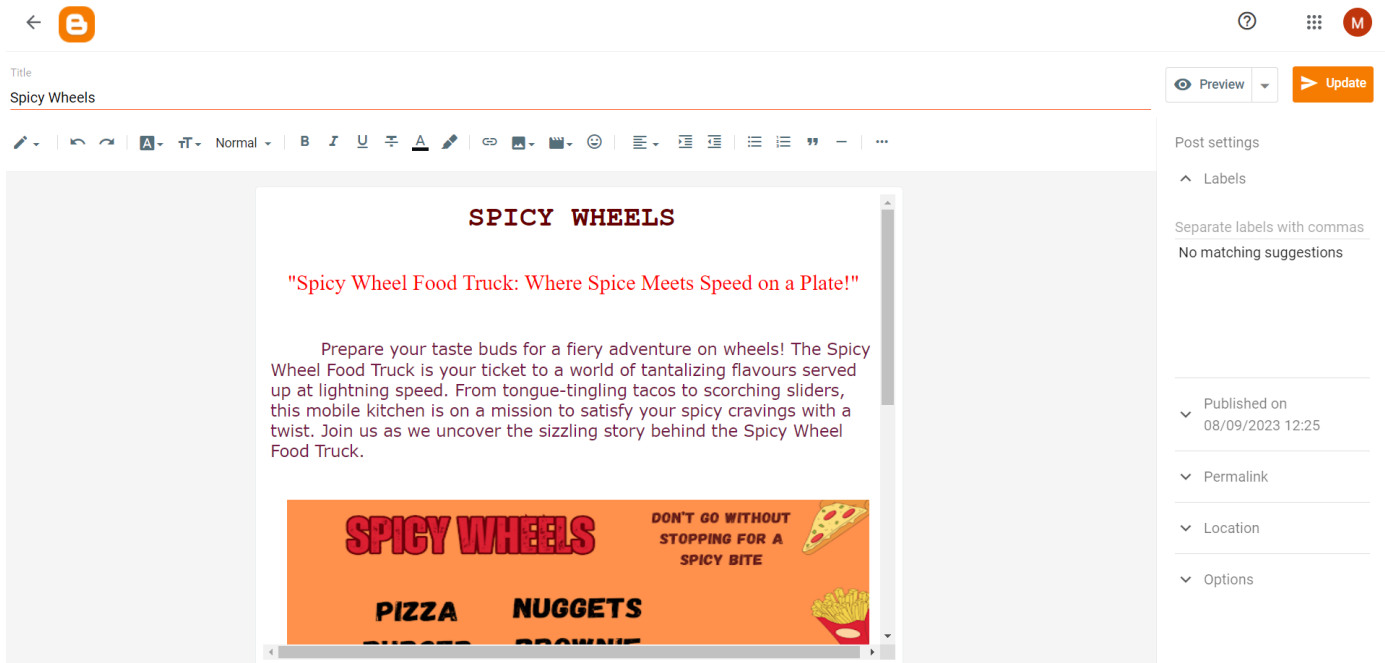 B
M
Title
Spicy Wheels
Preview
Update
A
TT
Normal
B
I
U
A
Post settings
Labels
Separate labels with commas
No matching suggestions
Published on
08/09/2023 12:25
Permalink
Location
Options
SPICY WHEELS
"Spicy Wheel Food Truck: Where Spice Meets Speed on a Plate!"
Prepare your taste buds for a fiery adventure on wheels! The Spicy
Wheel Food Truck is your ticket to a world of tantalizing flavours served
up at lightning speed. From tongue-tingling tacos to scorching sliders,
this mobile kitchen is on a mission to satisfy your spicy cravings with a
twist. Join us as we uncover the sizzling story behind the Spicy Wheel
Food Truck.
SPICY WHEELS
DON'T GO WITHOUT
STOPPING FOR A
SPICY BITE
PIZZA
NUGGETS
BURGER
BROWNIE